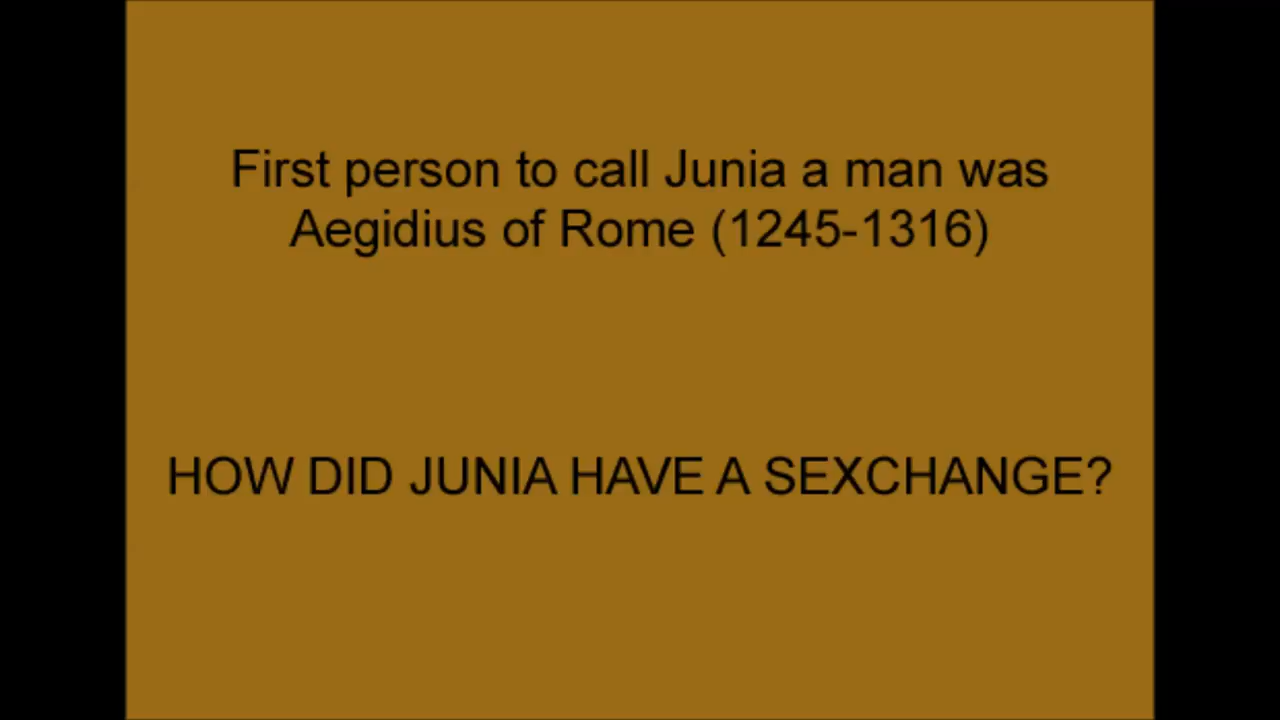 First person to call Junia a man was
Aegidius of Rome (1245-1316)
HOW DID JUNIA HAVE A SEXCHANGE?